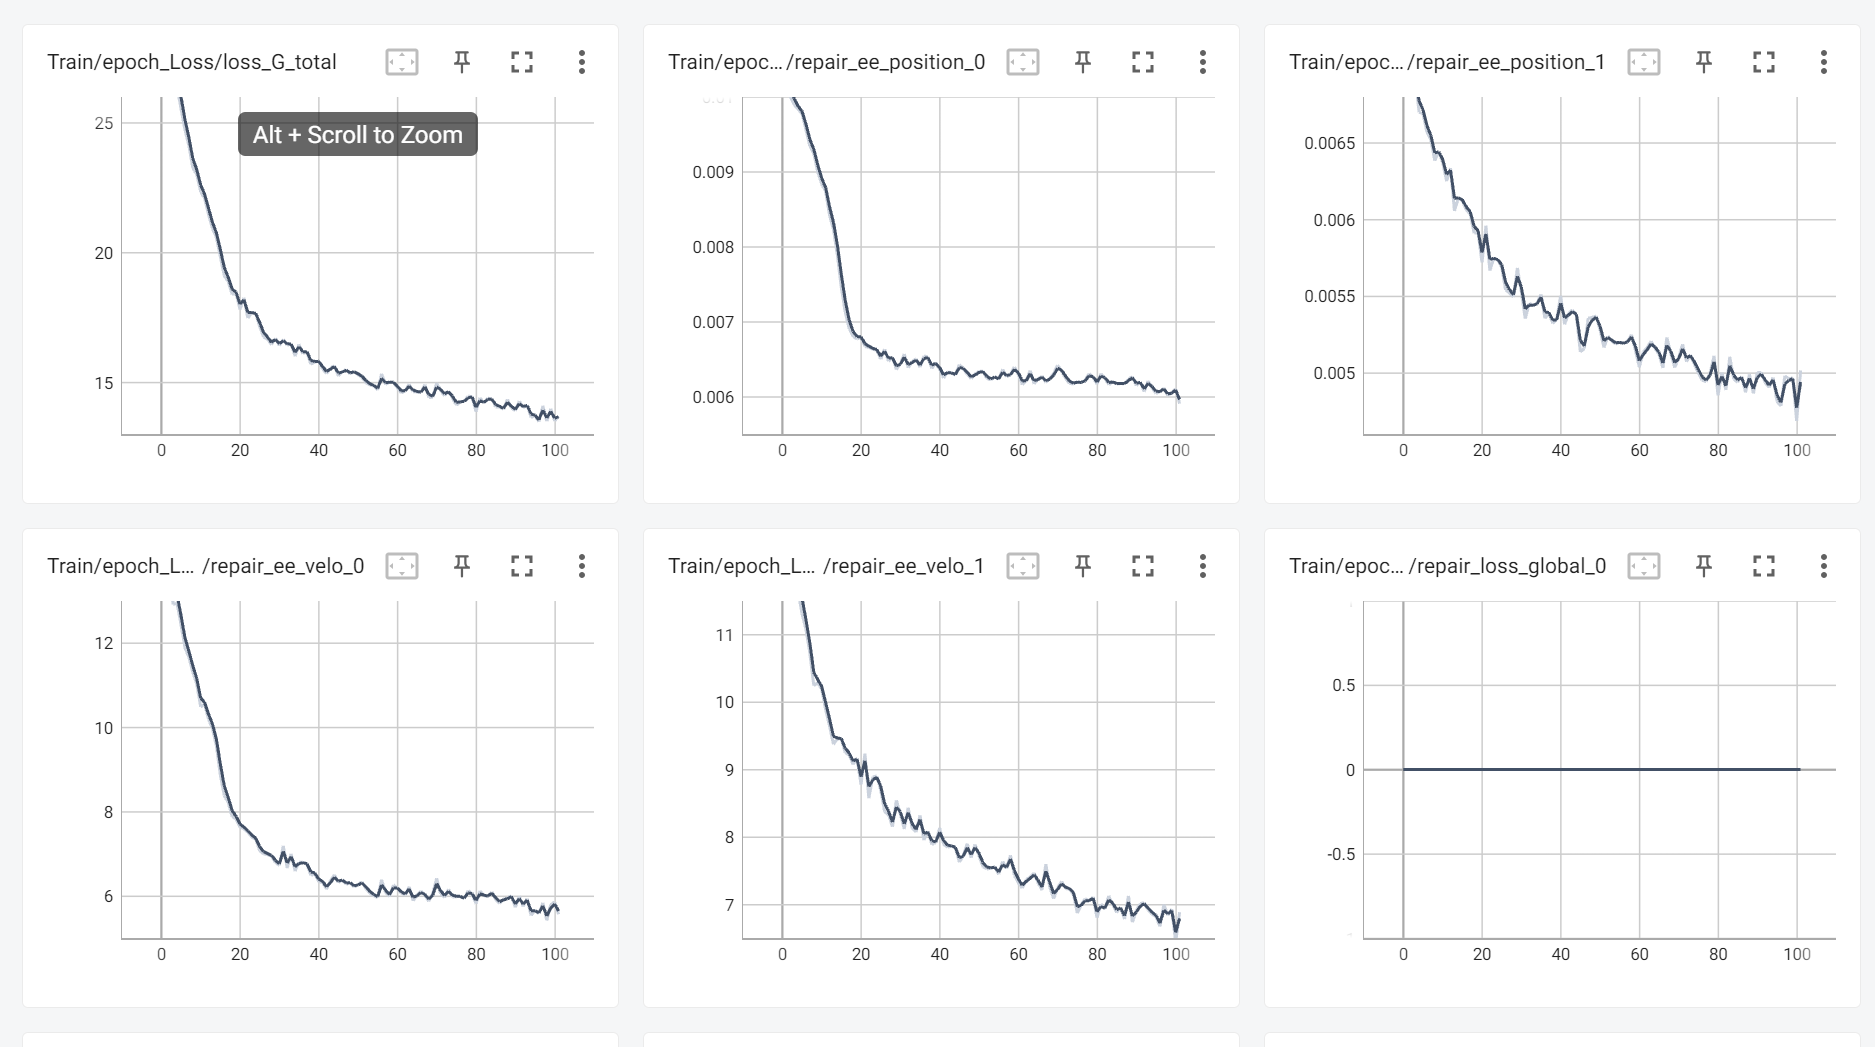 Train/epoch_Loss/loss_G_total
25
20
15
0 20 40 60 80 100
Alt + Scroll to Zoom
Train/epoc… /repair_ee_position_0
0.009
0.008
0.007
0.006
0 20 40 60 80 100
Train/epoc… /repair_ee_position_1
0.0065
0.006
0.0055
0.005
0 20 40 60 80 100
Train/epoch_L… /repair_ee_velo_0
12
10
8
6
0 20 40 60 80 100
Train/epoch_L… /repair_ee_velo_1
11
10
9
8
7
0 20 40 60 80 100
Train/epoc… /repair_loss_global_0
0.5
0
-0.5
0 20 40 60 80 100